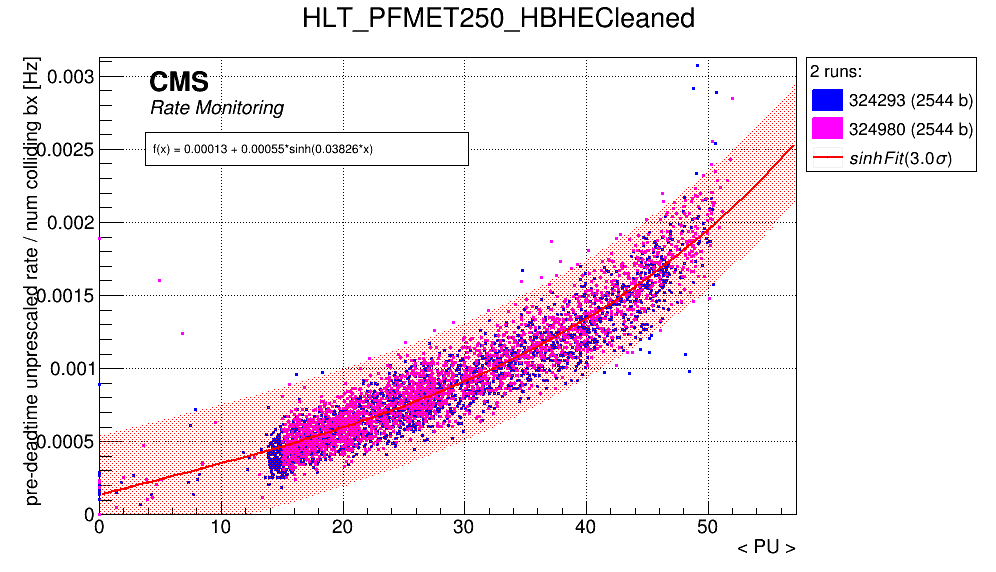 HLT_PFMET250_HBHECleaned
pre-deadtime unprescaled rate / num colliding bx [Hz]
0.003
0.0025
0.002
0.0015
0.001
0.0005
0
CMS
Rate Monitoring
f(x) = 0.00013 + 0.00055*sinh(0.03826*x)
2 runs:
324293 (2544 b)
324980 (2544 b)
sinhFit(3.0σ)
0 10 20 30 40 50
< PU >